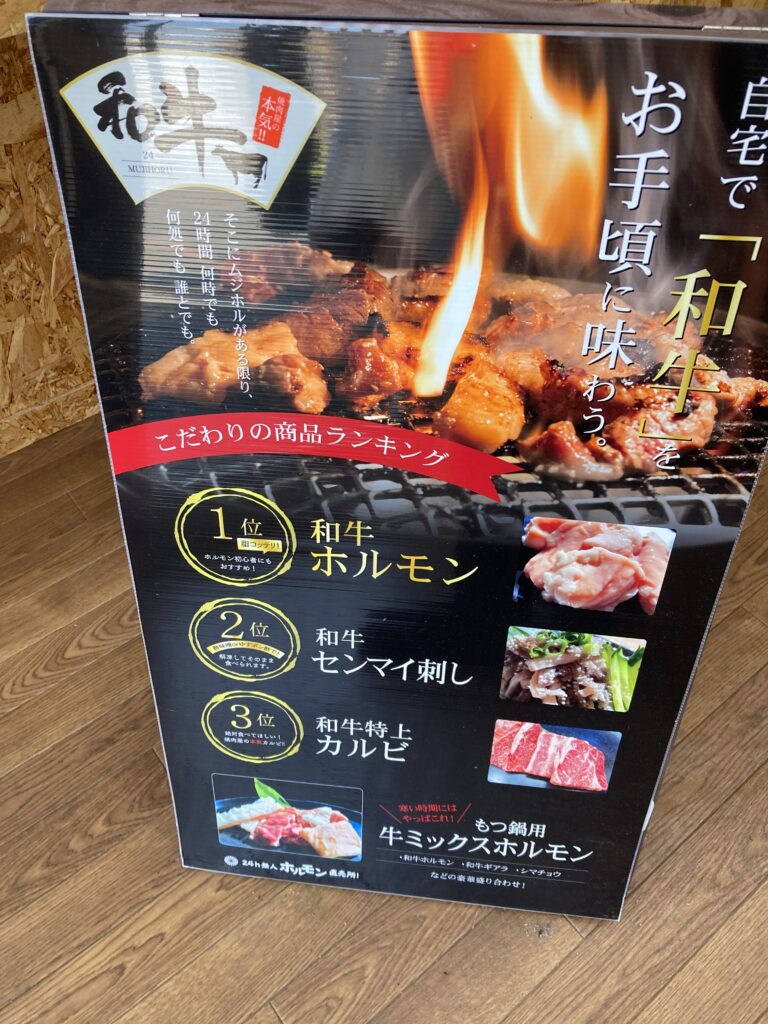 自宅で「和牛」を
お手頃に味わう。
和牛
焼肉屋の
本気!!
24
MUJIHORU
そこにムジホルがある限り、
24時間 何時でも
何処でも 誰とでも。
こだわりの商品ランキング
1位
脂コッテリ!
ホルモン初心者にも
おすすめ!
和牛
ホルモン
2位
解凍してそのまま
食べられます。
和牛
センマイ刺し
3位
絶対食べてほしい!
焼肉屋の本気カルビ!!
和牛特上
カルビ
寒い時間には
やっぱこれ!
もつ鍋用
牛ミックスホルモン
・和牛ホルモン ・和牛ギアラ ・シマチョウ
などの豪華盛り合わせ!
24h無人 ホルモン 直売所!